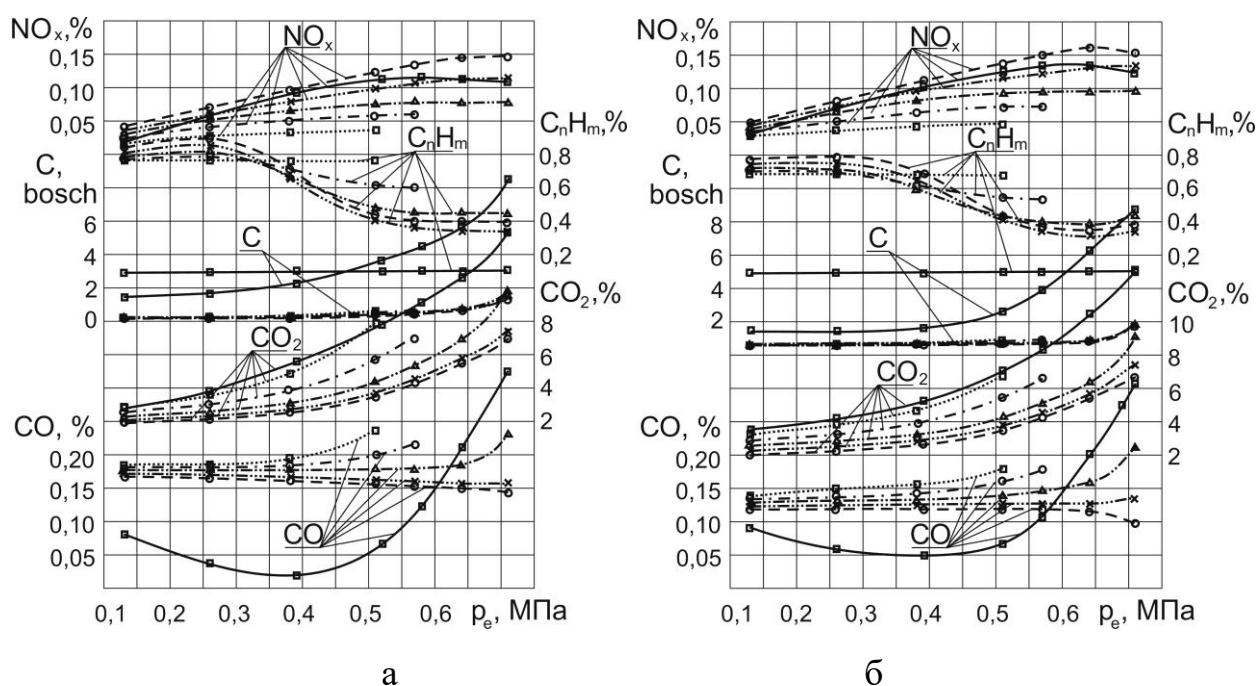 NOx,%
0,15
0,10
0,05
C,
bosch
6
4
2
0
CO, %
0,20
0,15
0,10
0,05
NOx
CnHm
C
CO2
CO
CnHm,%
0,8
0,6
0,4
0,2
CO2,%
8
6
4
2
0,1 0,2 0,3 0,4 0,5 0,6 pe, МПа
а
NOx,%
0,15
0,10
0,05
C,
bosch
6
8
4
2
CO, %
0,20
0,15
0,10
0,05
NOx
CnHm
C
CO2
CO
CnHm,%
0,8
0,6
0,4
0,2
CO2,%
10
8
6
4
2
0,1 0,2 0,3 0,4 0,5 0,6 pe, МПа
б